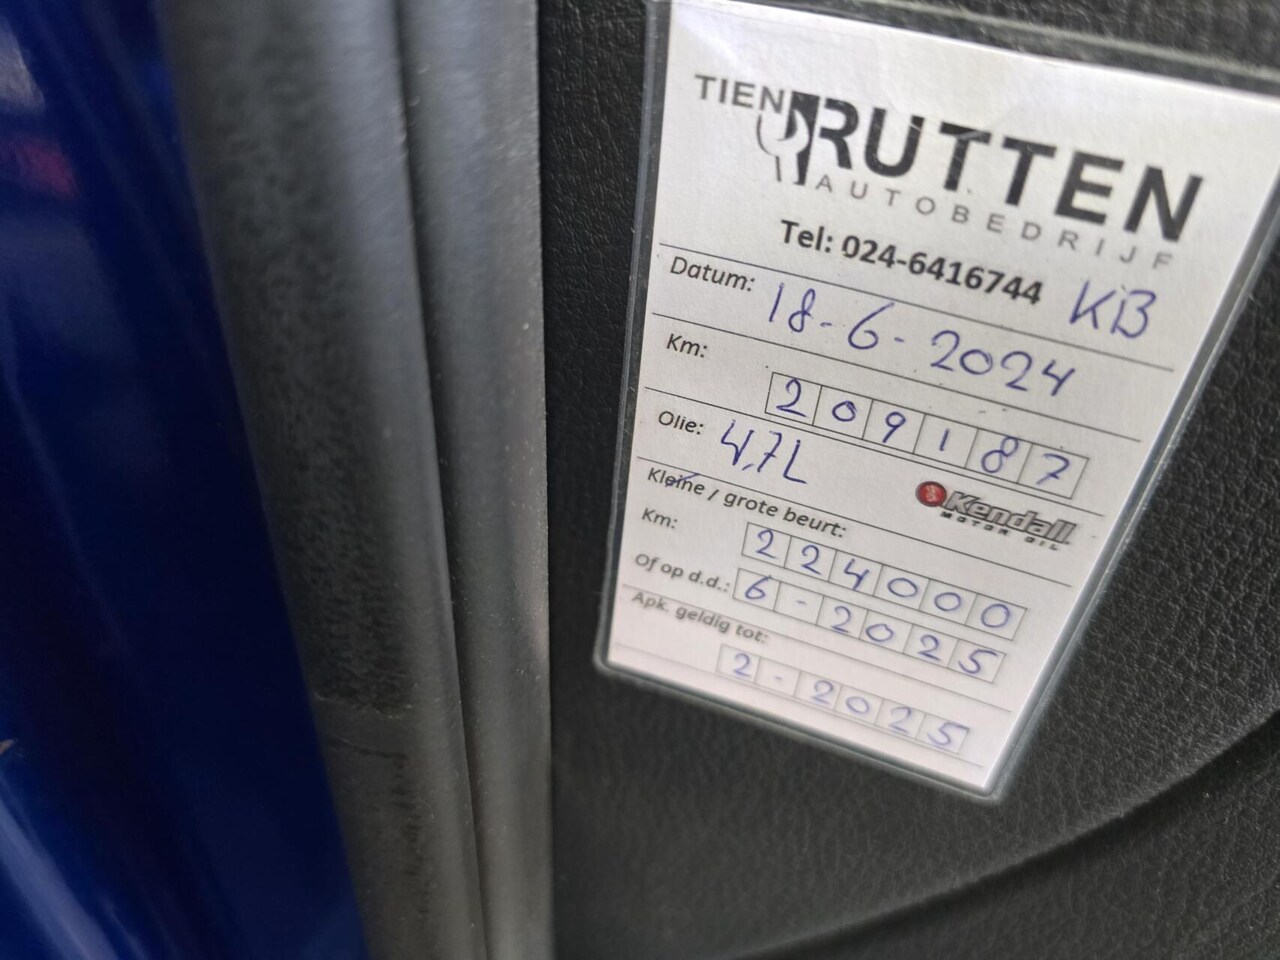 TIEN RUTTEN
AUTOBEDRIJF
Tel: 024-6416744 KB
Datum: 18-6-2024
Km: 209187
Olie: 4,7L
Kendall
MOTOR OIL
Kleine / grote beurt:
Km: 224000
Of op d.d.: 6-2025
Apk. geldig tot:
2-2025